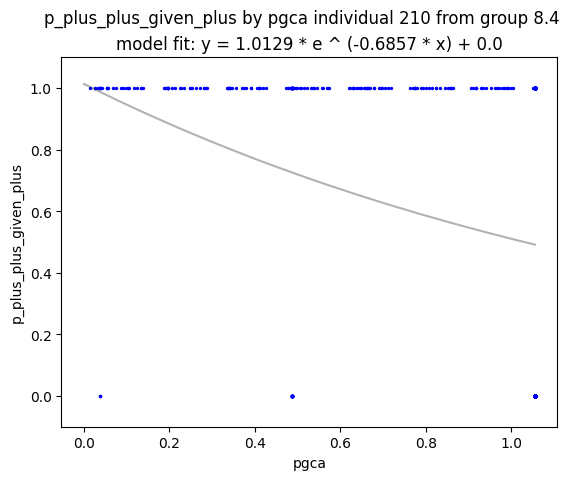 p_plus_plus_given_plus by pgca individual 210 from group 8.4
model fit: y = 1.0129 * e ^ (-0.6857 * x) + 0.0
p_plus_plus_given_plus
1.0
0.8
0.6
0.4
0.2
0.0
0.0 0.2 0.4 0.6 0.8 1.0
pgca